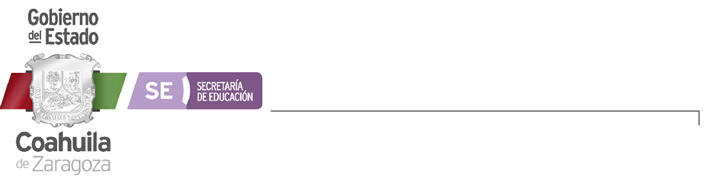 Gobierno
del Estado
SE
SECRETARÍA
DE EDUCACIÓN
Coahuila
de Zaragoza